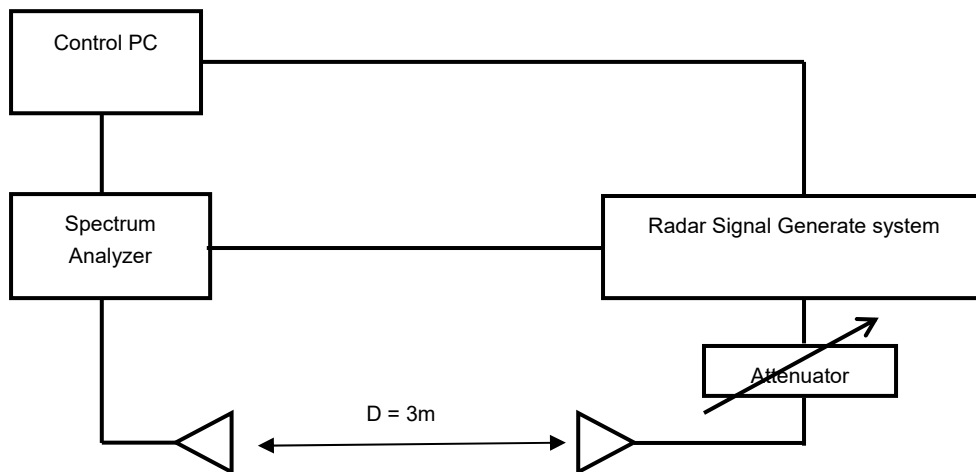 Control PC
Spectrum
Analyzer
Radar Signal Generate system
Attenuator
D = 3m